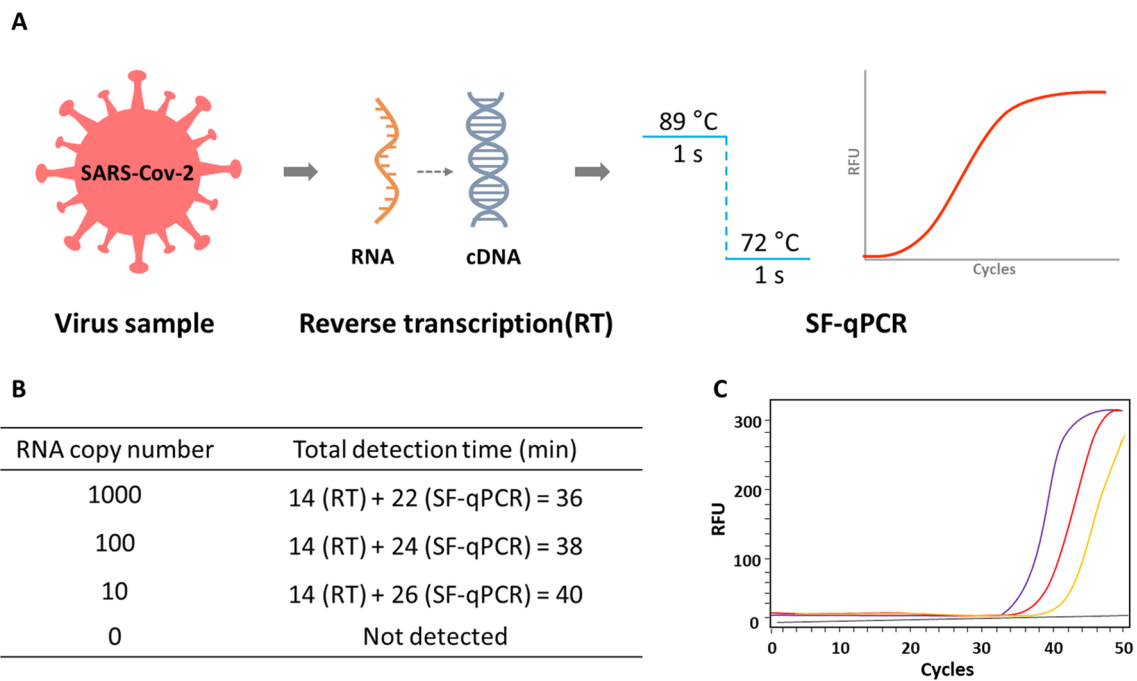 A
SARS-Cov-2
RNA
cDNA
89 °C
1 s
72 °C
1 s
RFU
Cycles
Virus sample
Reverse transcription(RT)
SF-qPCR
B
RNA copy number Total detection time (min)
1000 14 (RT) + 22 (SF-qPCR) = 36
100 14 (RT) + 24 (SF-qPCR) = 38
10 14 (RT) + 26 (SF-qPCR) = 40
0 Not detected
C
RFU
300
200
100
0
0 10 20 30 40 50
Cycles